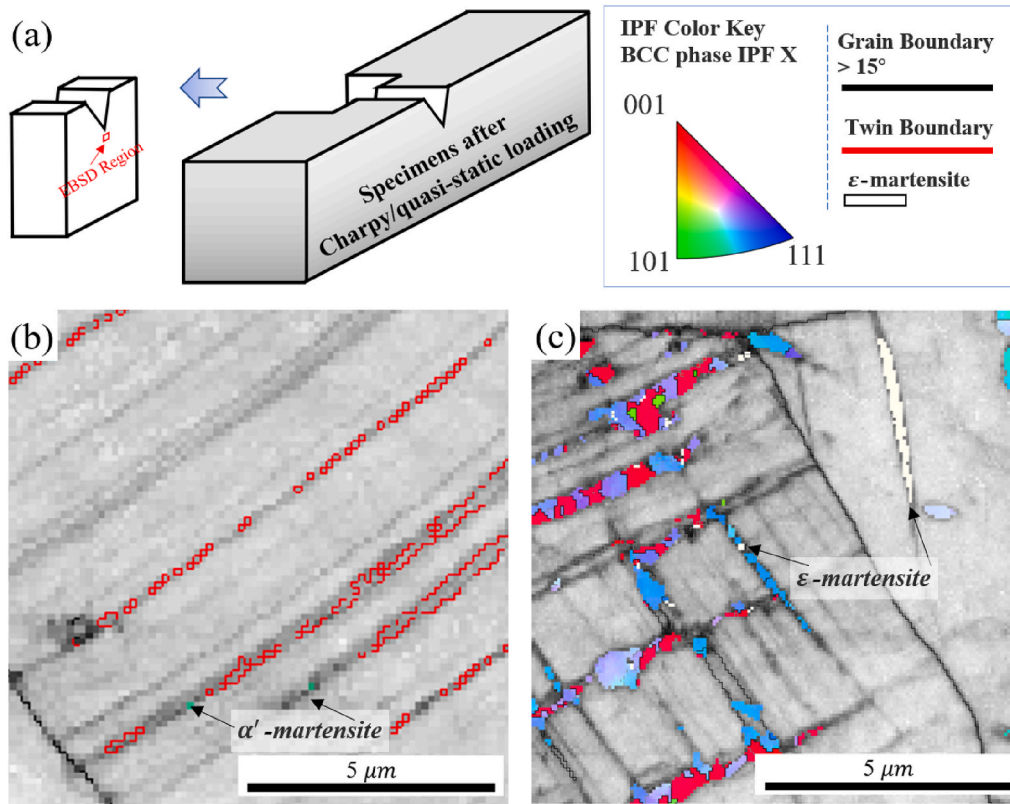 (a)
EBSD Region
Specimens after
Charpy/quasi-static loading
IPF Color Key
BCC phase IPF X
001
101
111
Grain Boundary
> 15°
Twin Boundary
ε-martensite
(b)
α′-martensite
5 μm
(c)
ε-martensite
5 μm